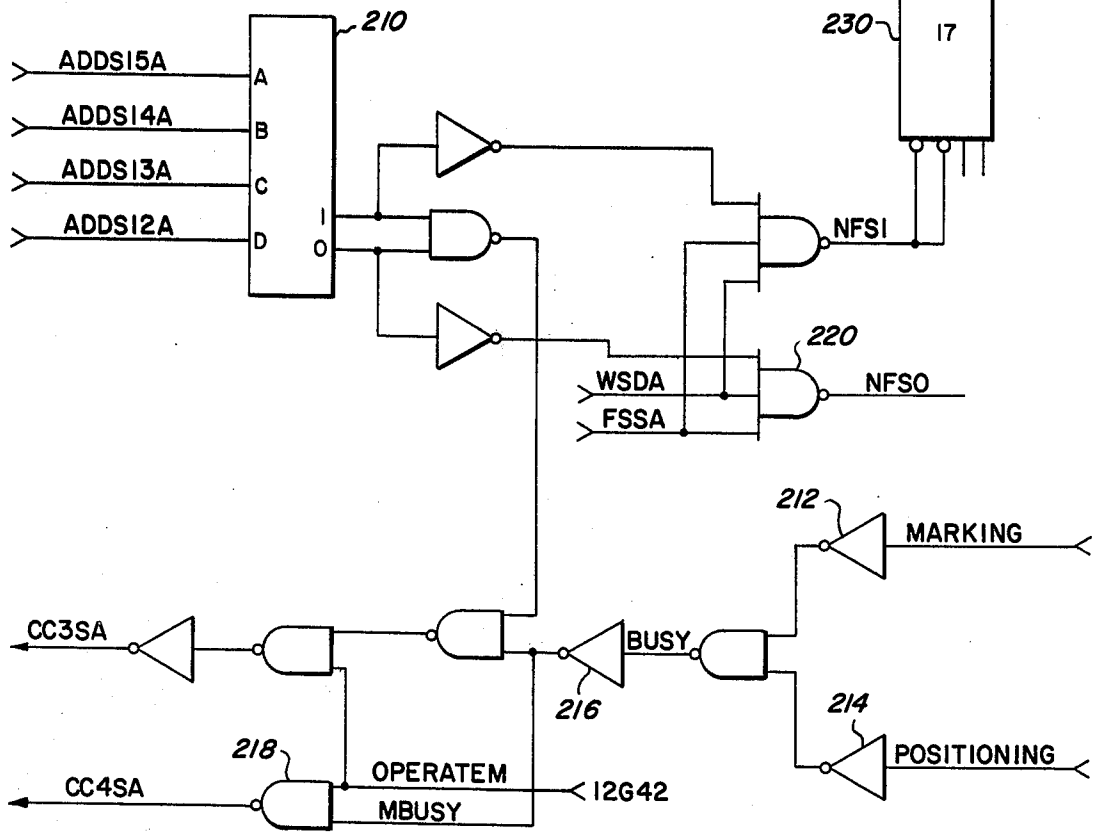 210
230
17
ADDS15A
A
ADDS14A
B
ADDS13A
C
ADDS12A
D
1
0
NFS1
220
WSDA
NFSO
FSSA
212
MARKING
CC3SA
BUSY
216
214
POSITIONING
218
OPERATEM
12G42
CC4SA
MBUSY